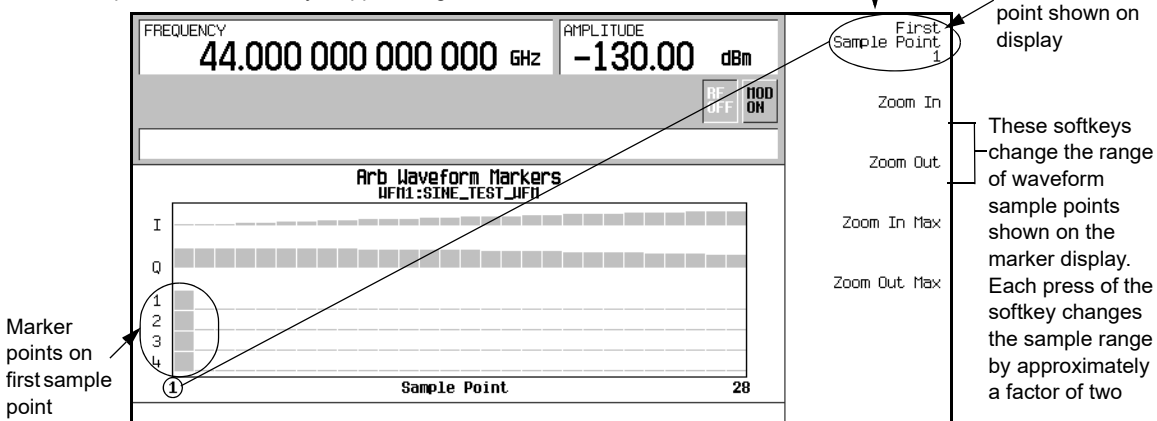 point shown on
display
FREQUENCY
44.000 000 000 000 GHz
AMPLITUDE
-130.00 dBm
RF
OFF
MOD
ON
First
Sample Point
1
Zoom In
Zoom Out
Zoom In Max
Zoom Out Max
These softkeys
change the range
of waveform
sample points
shown on the
marker display.
Each press of the
softkey changes
the sample range
by approximately
a factor of two
Arb Waveform Markers
WFM1:SINE_TEST_WFM
I
Q
1
2
3
4
1
Sample Point
28
Marker
points on
first sample
point